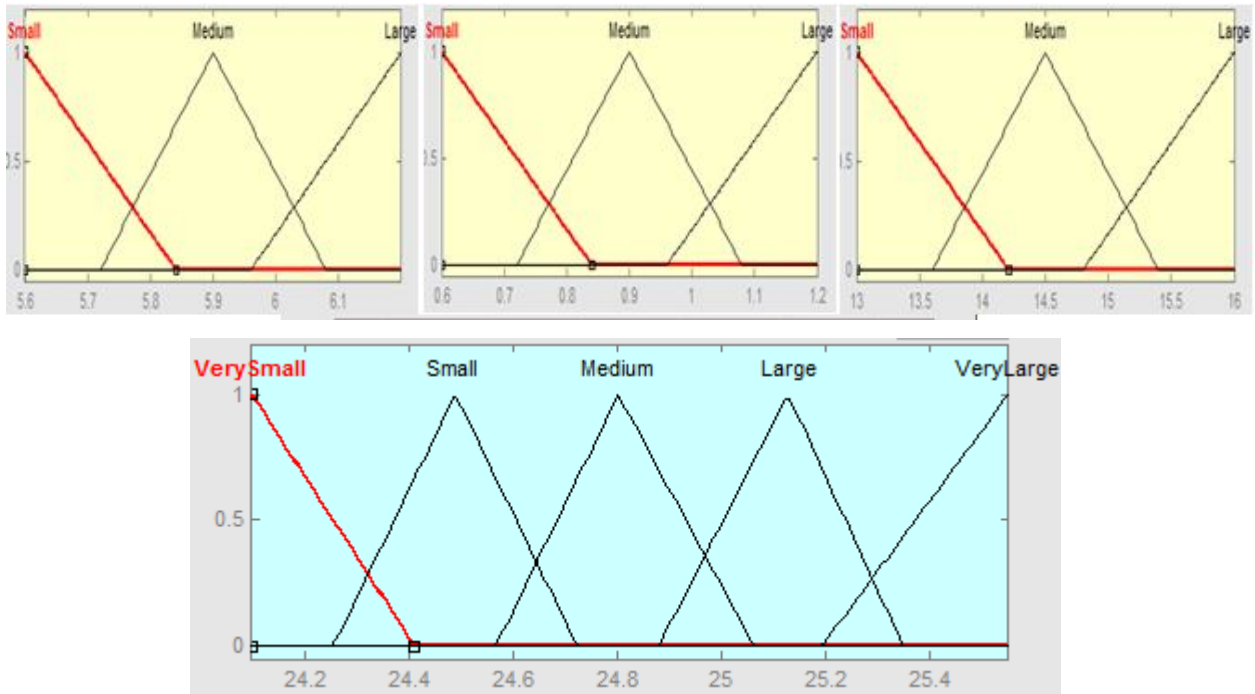 Small Medium Large
1
0.5
0
5.6 5.7 5.8 5.9 6 6.1
Small Medium Large
1
0.5
0
0.6 0.7 0.8 0.9 1 1.1 1.2
Small Medium Large
1
0.5
0
13 13.5 14 14.5 15 15.5 16
VerySmall Small Medium Large VeryLarge
1
0.5
0
24.2 24.4 24.6 24.8 25 25.2 25.4